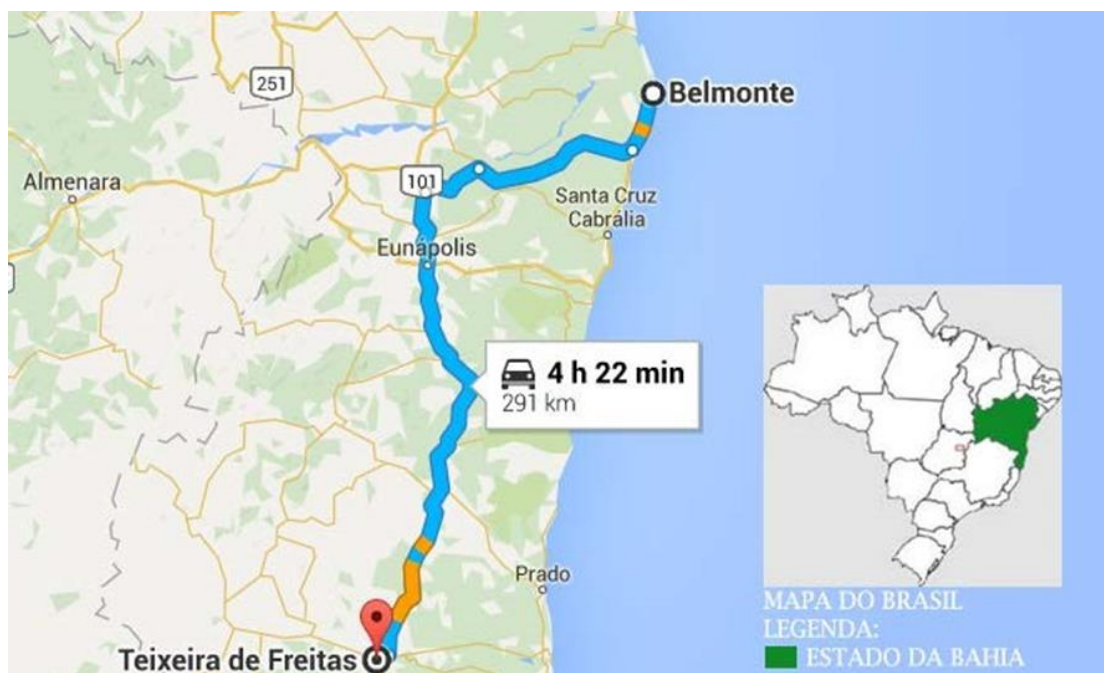 251
Belmonte
Almenara
101
Santa Cruz
Cabrália
Eunápolis
4 h 22 min
291 km
Prado
Teixeira de Freitas
MAPA DO BRASIL
LEGENDA:
ESTADO DA BAHIA